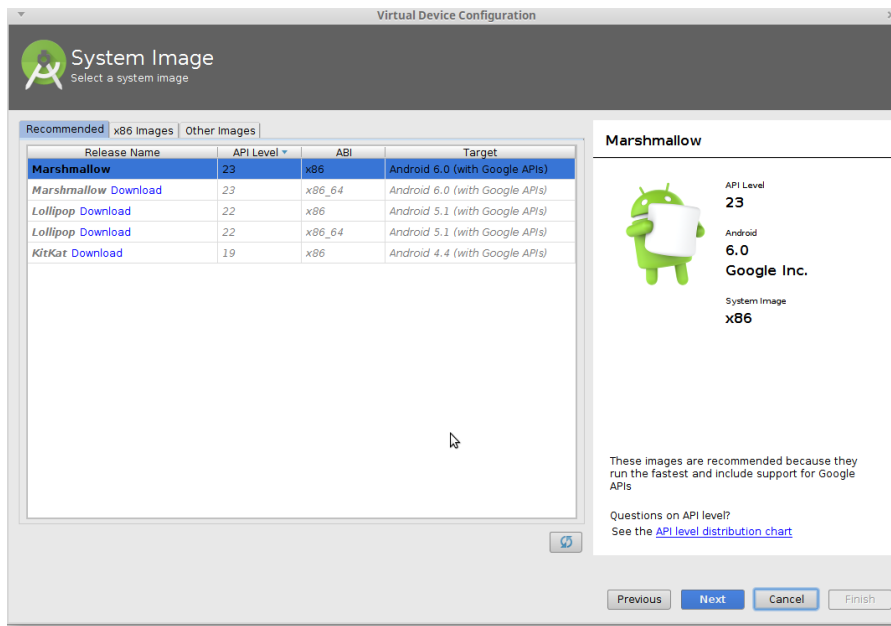 Virtual Device Configuration
System Image
Select a system image
Recommended x86 Images Other Images
Release Name API Level ABI Target
Marshmallow 23 x86 Android 6.0 (with Google APIs)
Marshmallow Download 23 x86_64 Android 6.0 (with Google APIs)
Lollipop Download 22 x86 Android 5.1 (with Google APIs)
Lollipop Download 22 x86_64 Android 5.1 (with Google APIs)
KitKat Download 19 x86 Android 4.4 (with Google APIs)
Marshmallow
API Level
23
Android
6.0
Google Inc.
System Image
x86
These images are recommended because they
run the fastest and include support for Google
APIs
Questions on API level?
See the API level distribution chart
Previous Next Cancel Finish